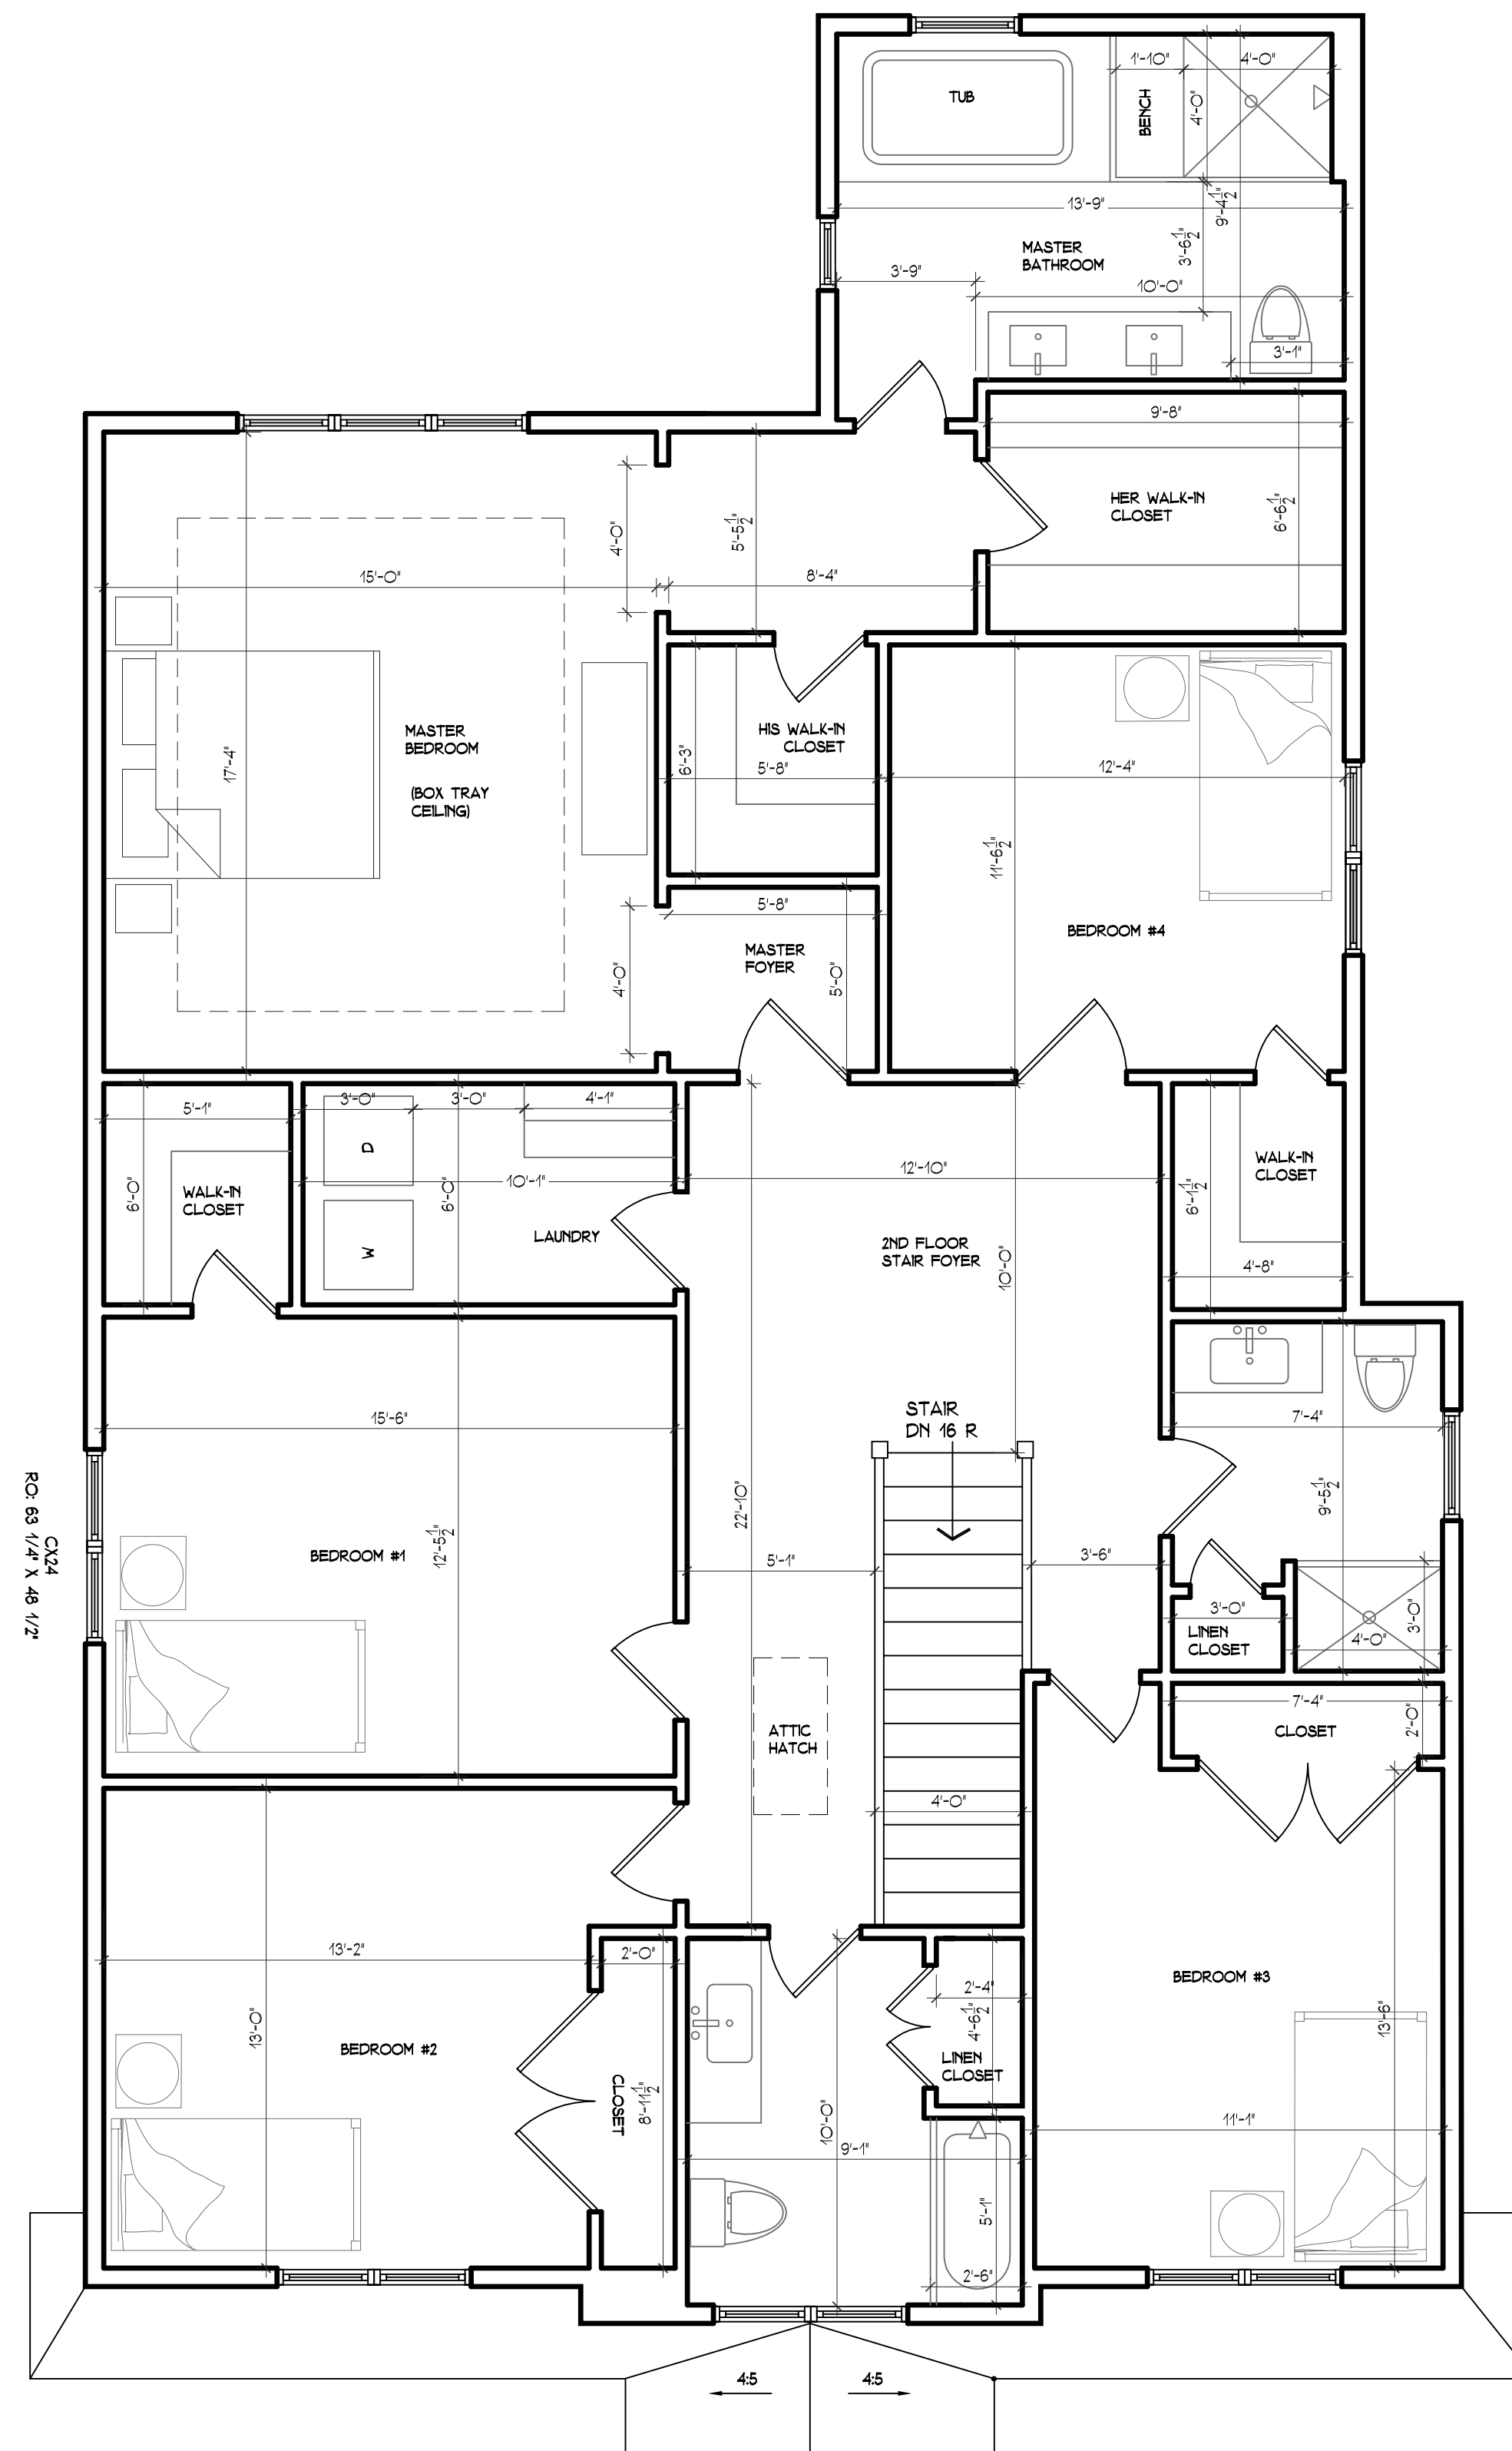 1'-10"
4'-0"
TUB
BENCH
4'-0"
9'-4 1/2"
13'-9"
3'-6 1/2"
MASTER
BATHROOM
3'-9"
10'-0"
3'-1"
9'-8"
HER WALK-IN
CLOSET
6'-6 1/2"
4'-0"
5'-5 1/2"
15'-0"
8'-4"
MASTER
BEDROOM
(BOX TRAY
CEILING)
17'-4"
HIS WALK-IN
CLOSET
6'-3"
5'-8"
12'-4"
11'-6 1/2"
5'-8"
BEDROOM #4
MASTER
FOYER
4'-0"
5'-0"
5'-1"
3'-0"
3'-0"
4'-1"
D
6'-0"
10'-1"
6'-0"
WALK-IN
CLOSET
W
LAUNDRY
12'-10"
2ND FLOOR
STAIR FOYER
10'-0"
WALK-IN
CLOSET
6'-1 1/2"
4'-8"
15'-6"
STAIR
DN 16 R
7'-4"
9'-5 1/2"
22'-10"
CX24
RO: 63 1/4" X 48 1/2"
BEDROOM #1
12'-5 1/2"
5'-1"
3'-6"
3'-0"
LINEN
CLOSET
4'-0"
3'-0"
7'-4"
CLOSET
2'-0"
ATTIC
HATCH
4'-0"
13'-2"
2'-0"
BEDROOM #3
2'-4"
4'-6 1/2"
13'-6"
13'-0"
BEDROOM #2
LINEN
CLOSET
CLOSET
8'-11 1/2"
10'-0"
9'-1"
11'-1"
5'-1"
2'-6"
4:5
4:5